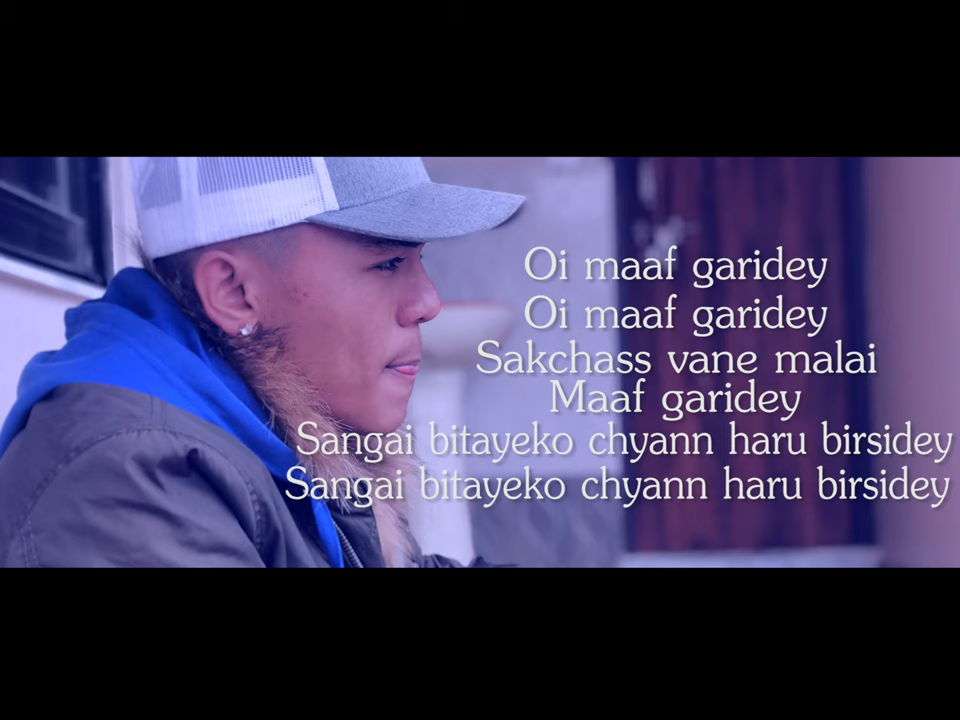 Oi maaf garidey
Oi maaf garidey
Sakchass vane malai
Maaf garidey
Sangai bitayeko chyann haru birsidey
Sangai bitayeko chyann haru birsidey